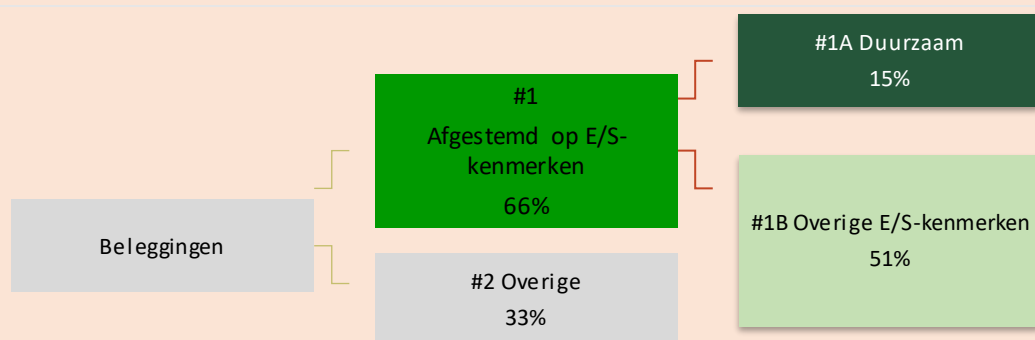 Beleggingen
#1
Afgestemd op E/S-
kenmerken
66%
#2 Overige
33%
#1A Duurzaam
15%
#1B Overige E/S-kenmerken
51%